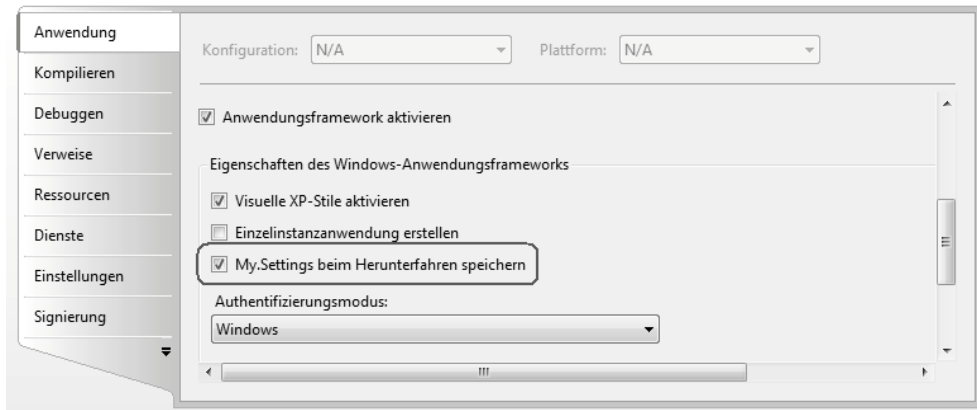 Anwendung
Kompilieren
Debuggen
Verweise
Ressourcen
Dienste
Einstellungen
Signierung
Konfiguration: N/A Plattform: N/A
Anwendungsframework aktivieren
Eigenschaften des Windows-Anwendungsframeworks
Visuelle XP-Stile aktivieren
Einzelinstanzanwendung erstellen
My.Settings beim Herunterfahren speichern
Authentifizierungsmodus:
Windows